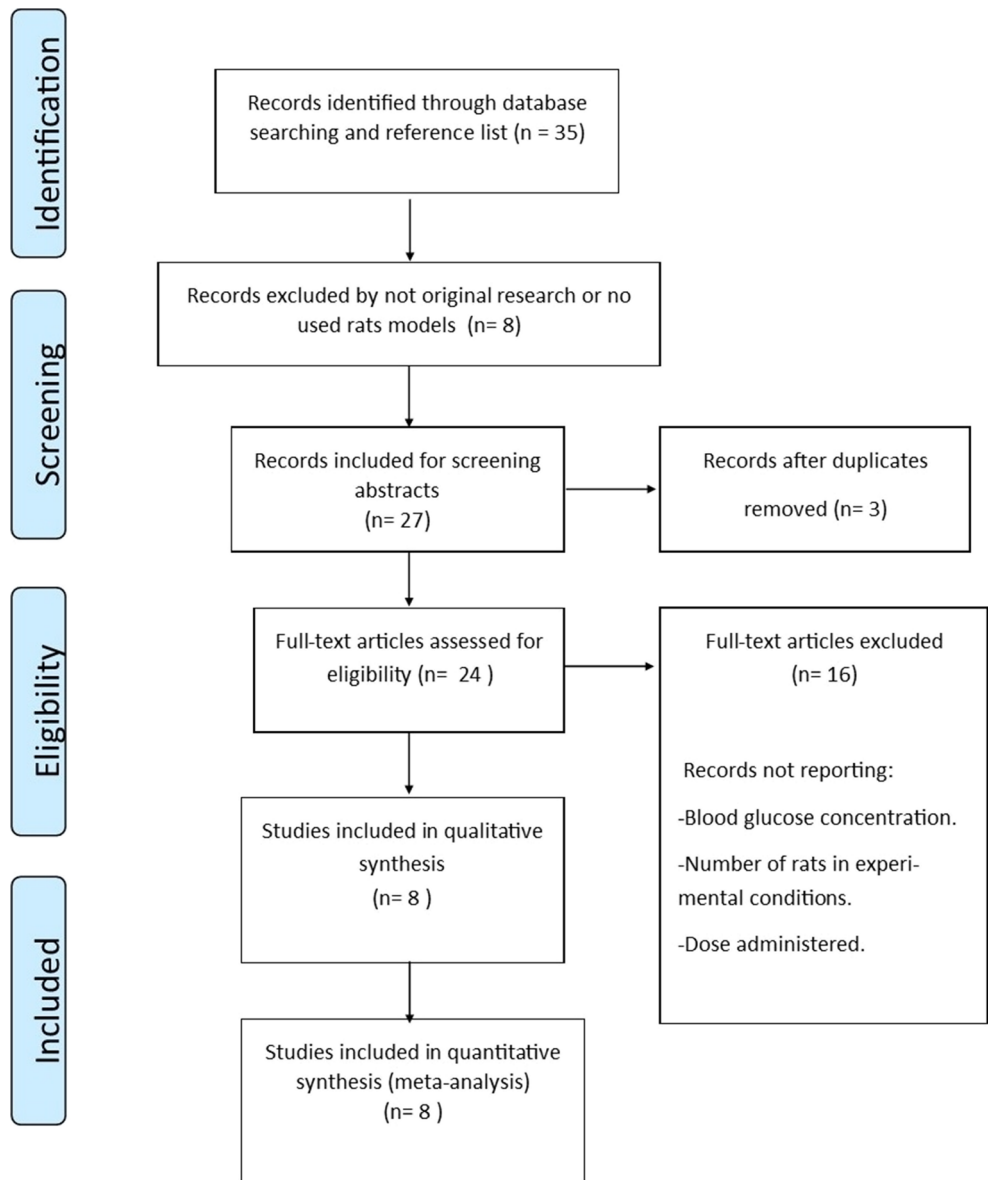 Identification
Records identified through database
searching and reference list (n = 35)
Records excluded by not original research or no
used rats models (n= 8)
Screening
Records included for screening
abstracts
(n= 27)
Records after duplicates
removed (n= 3)
Eligibility
Full-text articles assessed for
eligibility (n= 24 )
Full-text articles excluded
(n= 16)
Records not reporting:
-Blood glucose concentration.
-Number of rats in experi-
mental conditions.
-Dose administered.
Studies included in qualitative
synthesis
(n= 8 )
Included
Studies included in quantitative
synthesis (meta-analysis)
(n= 8 )